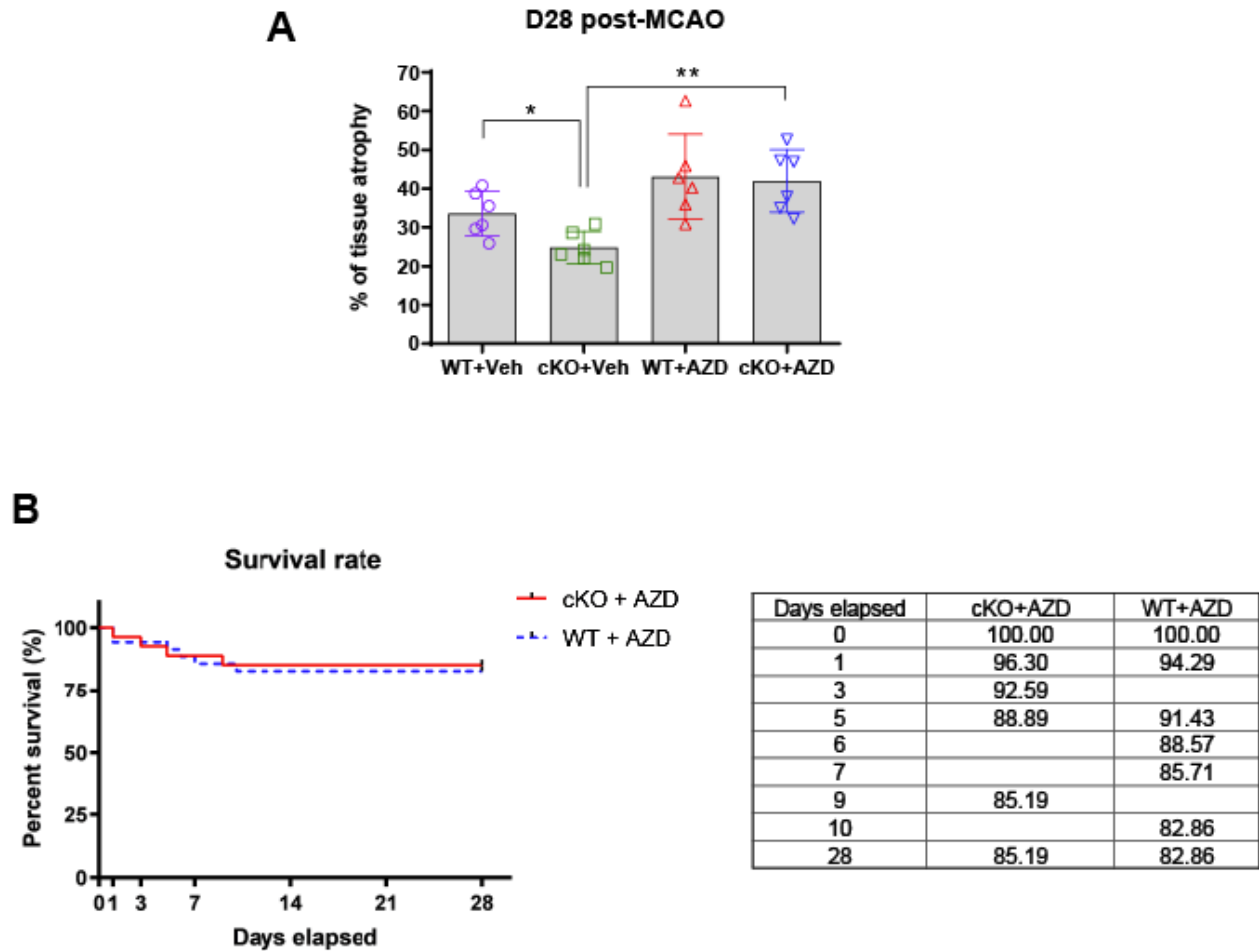 A
D28 post-MCAO
% of tissue atrophy
70
60
50
40
30
20
10
0
*
**
WT+Veh cKO+Veh WT+AZD cKO+AZD
B
Survival rate
Percent survival (%)
100
75
50
25
0
0 1 3 7 14 21 28
Days elapsed
cKO + AZD
WT + AZD
Days elapsed cKO+AZD WT+AZD
0 100.00 100.00
1 96.30 94.29
3 92.59
5 88.89 91.43
6 88.57
7 85.71
9 85.19
10 82.86
28 85.19 82.86